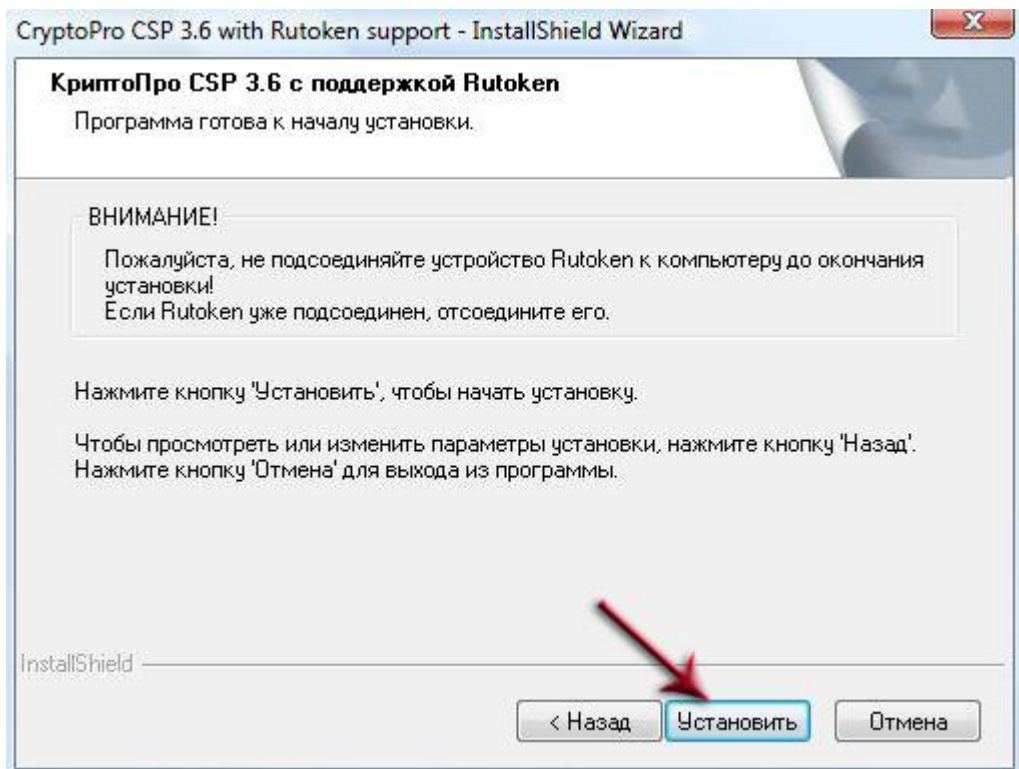 CryptoPro CSP 3.6 with Rutoken support - InstallShield Wizard
КриптоПро CSP 3.6 с поддержкой Rutoken
Программа готова к началу установки.
ВНИМАНИЕ!
Пожалуйста, не подсоединяйте устройство Rutoken к компьютеру до окончания
установки!
Если Rutoken уже подсоединен, отсоедините его.
Нажмите кнопку 'Установить', чтобы начать установку.
Чтобы просмотреть или изменить параметры установки, нажмите кнопку 'Назад'.
Нажмите кнопку 'Отмена' для выхода из программы.
InstallShield
< Назад Установить Отмена